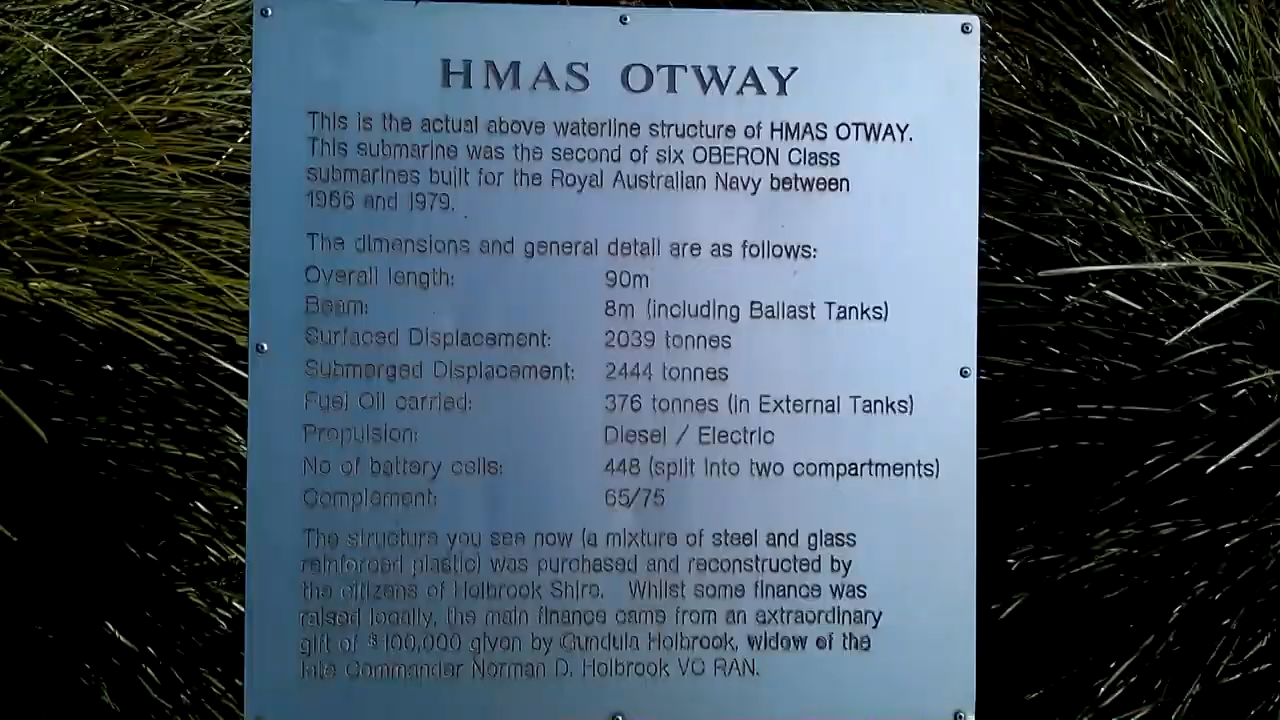 HMAS OTWAY
This is the actual above waterline structure of HMAS OTWAY.
This submarine was the second of six OBERON Class
submarines built for the Royal Australian Navy between
1966 and 1979.
The dimensions and general detail are as follows:
Overall length: 90m
Beam: 8m (including Ballast Tanks)
Surfaced Displacement: 2039 tonnes
Submerged Displacement: 2444 tonnes
Fuel Oil carried: 376 tonnes (in External Tanks)
Propulsion: Diesel / Electric
No of battery cells: 448 (split into two compartments)
Complement: 65/75
The structure you see now (a mixture of steel and glass
reinforced plastic) was purchased and reconstructed by
the citizens of Holbrook Shire. Whilst some finance was
raised locally, the main finance came from an extraordinary
gift of $100,000 given by Gundula Holbrook, widow of the
late Commander Norman D. Holbrook VC RAN.